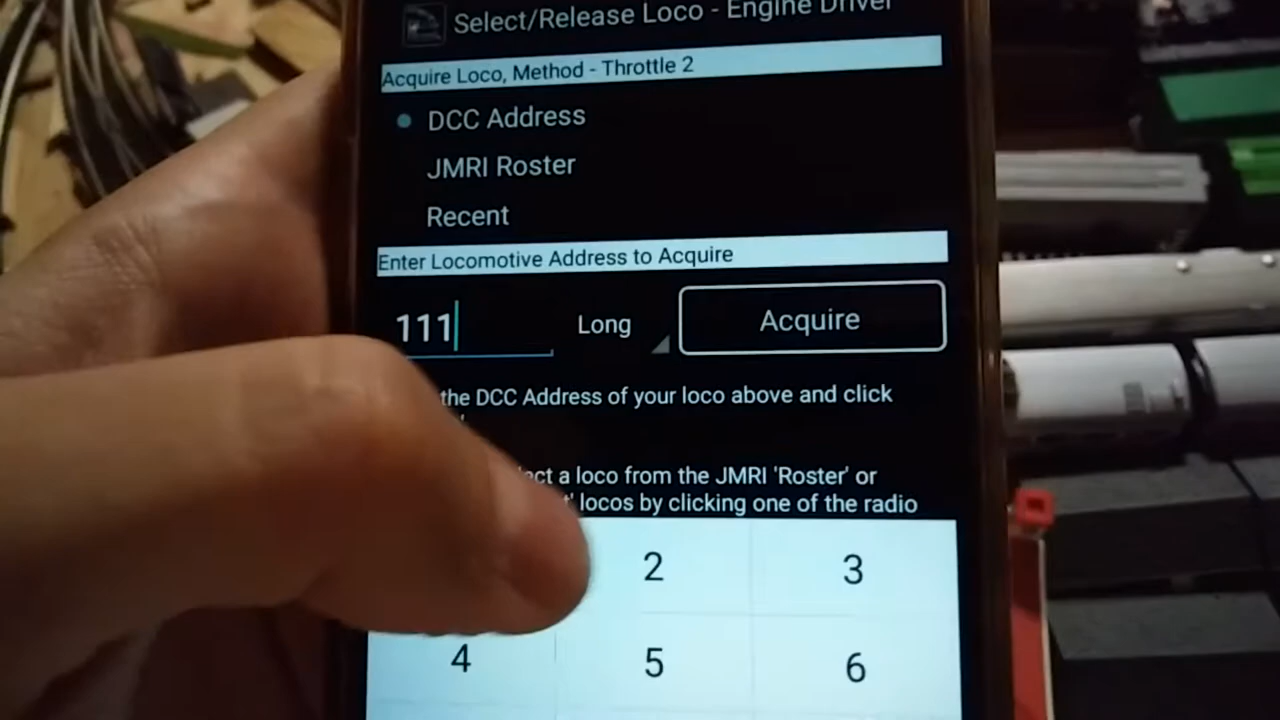 Select/Release Loco - Engine Driver
Acquire Loco, Method - Throttle 2
DCC Address
JMRI Roster
Recent
Enter Locomotive Address to Acquire
111 Long Acquire
the DCC Address of your loco above and click
a loco from the JMRI 'Roster' or
locos by clicking one of the radio
2 3
4 5 6